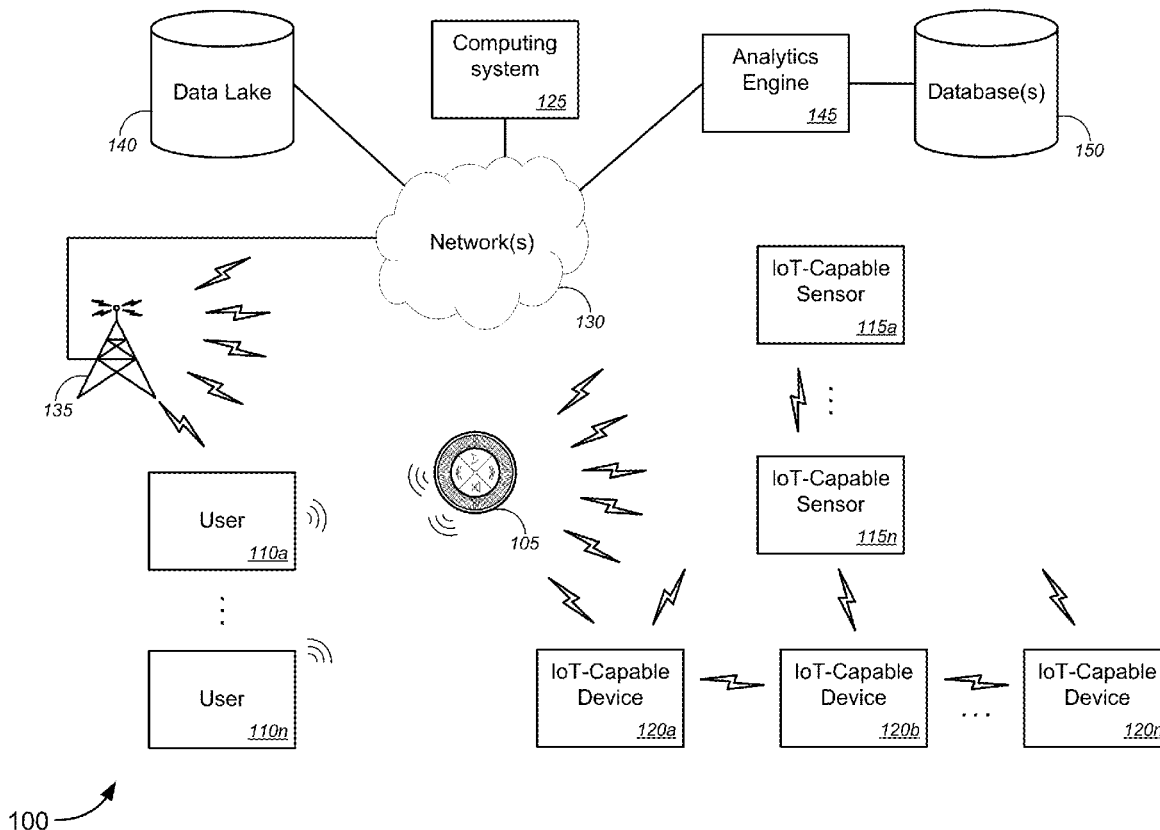 Data Lake
140
Computing
system
125
Analytics
Engine
145
Database(s)
150
Network(s)
130
135
IoT-Capable
Sensor
115a
105
IoT-Capable
Sensor
115n
User
110a
User
110n
IoT-Capable
Device
120a
IoT-Capable
Device
120b
IoT-Capable
Device
120n
100